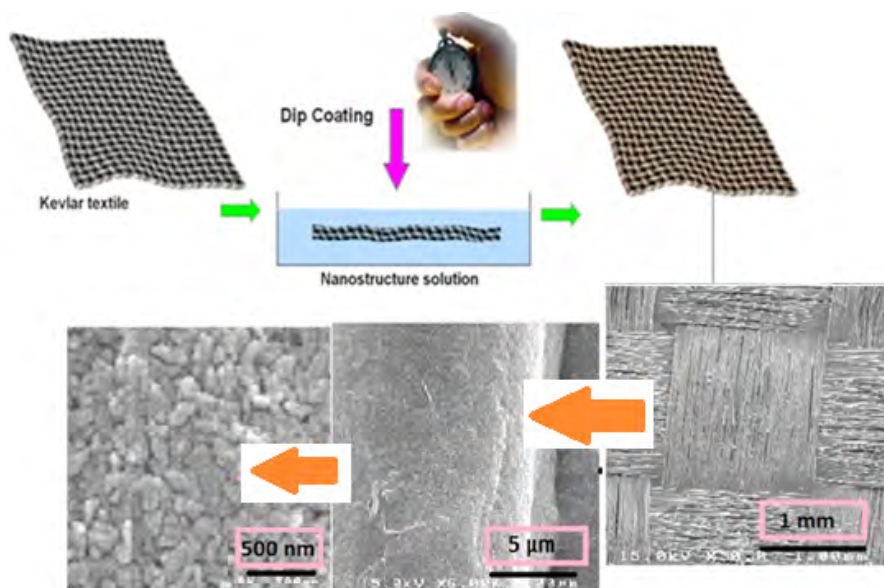 Dip Coating
Kevlar textile
Nanostructure solution
500 nm
5 µm
1 mm